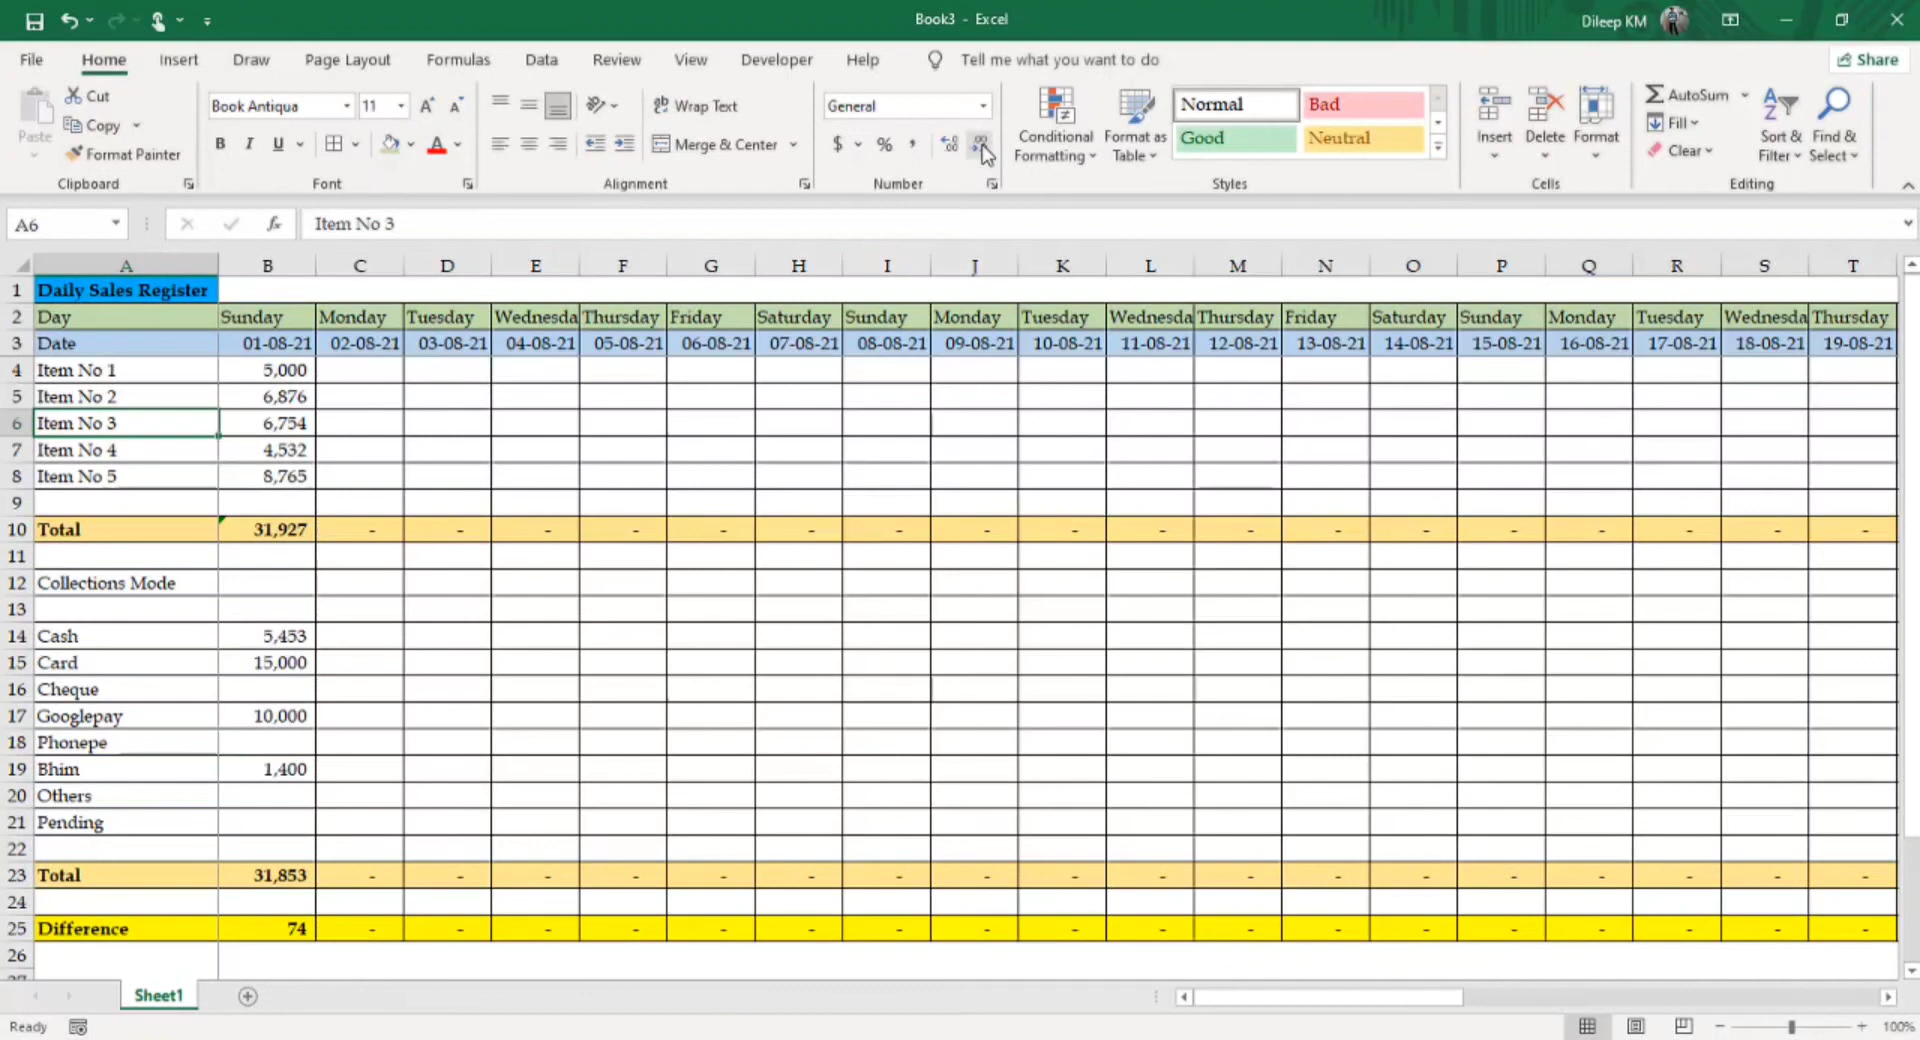 Book3 - Excel
Dileep KM
File Home Insert Draw Page Layout Formulas Data Review View Developer Help Tell me what you want to do Share
Paste
Cut
Copy
Format Painter
Clipboard
Book Antiqua 11
B I U
Font
Wrap Text
Merge & Center
Alignment
General
$ % ,
Number
Conditional Formatting
Format as Table
Normal Bad
Good Neutral
Styles
Insert Delete Format
Cells
AutoSum
Fill
Clear
Sort & Filter
Find & Select
Editing
A6 fx Item No 3
A B C D E F G H I J K L M N O P Q R S T
1 Daily Sales Register
2 Day Sunday Monday Tuesday Wednesda Thursday Friday Saturday Sunday Monday Tuesday Wednesda Thursday Friday Saturday Sunday Monday Tuesday Wednesda Thursday
3 Date 01-08-21 02-08-21 03-08-21 04-08-21 05-08-21 06-08-21 07-08-21 08-08-21 09-08-21 10-08-21 11-08-21 12-08-21 13-08-21 14-08-21 15-08-21 16-08-21 17-08-21 18-08-21 19-08-21
4 Item No 1 5,000
5 Item No 2 6,876
6 Item No 3 6,754
7 Item No 4 4,532
8 Item No 5 8,765
9
10 Total 31,927 - - - - - - - - - - - - - - - - - -
11
12 Collections Mode
13
14 Cash 5,453
15 Card 15,000
16 Cheque
17 Googlepay 10,000
18 Phonepe
19 Bhim 1,400
20 Others
21 Pending
22
23 Total 31,853 - - - - - - - - - - - - - - - - - -
24
25 Difference 74 - - - - - - - - - - - - - - - - - -
26
Sheet1
Ready
100%